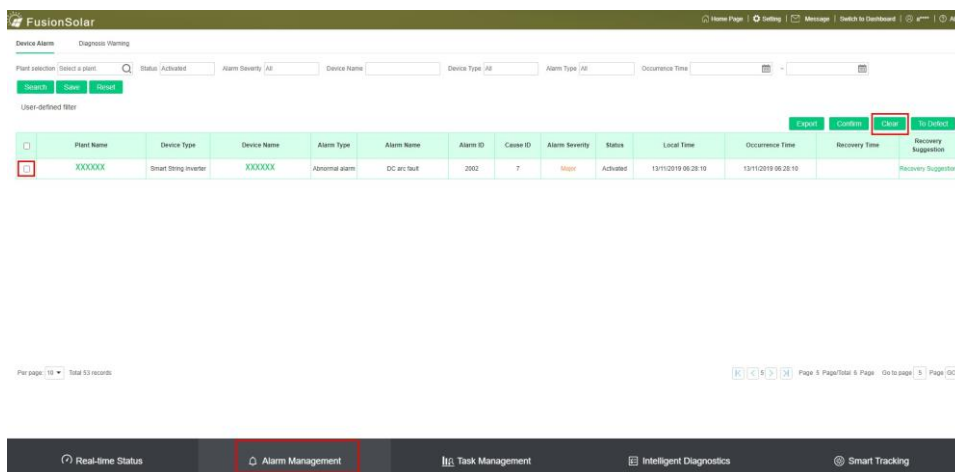 FusionSolar
Home Page | Setting | Message | Switch to Dashboard | a**** |
Device Alarm Diagnosis Warning
Plant selection Select a plant Status Activated Alarm Severity All Device Name Device Type All Alarm Type All Occurrence Time -
Search Save Reset
User-defined filter
Export Confirm Clear To Defect
Plant Name Device Type Device Name Alarm Type Alarm Name Alarm ID Cause ID Alarm Severity Status Local Time Occurrence Time Recovery Time Recovery Suggestion
XXXXXX Smart String Inverter XXXXXX Abnormal alarm DC arc fault 2002 7 Major Activated 13/11/2019 06:28:10 13/11/2019 06:28:10 Recovery Suggestion
Per page: 10 Total 53 records 5 Page 5 Page/Total 6 Page Go to page 5 Page GO
Real-time Status Alarm Management Task Management Intelligent Diagnostics Smart Tracking